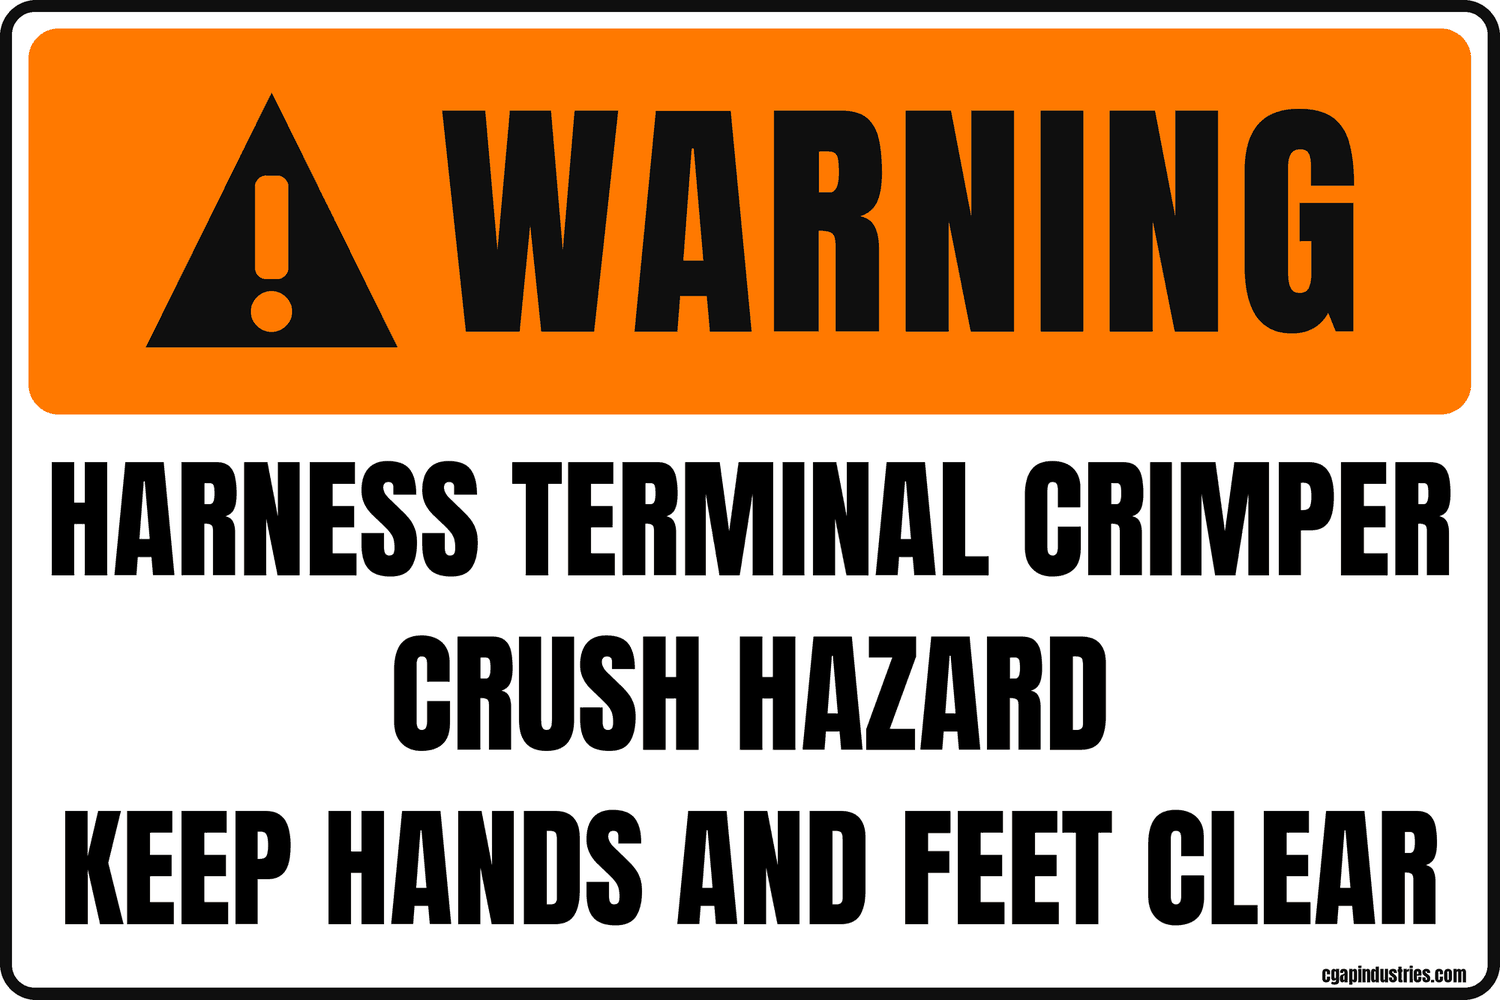 WARNING
HARNESS TERMINAL CRIMPER
CRUSH HAZARD
KEEP HANDS AND FEET CLEAR
cgapindustries.com